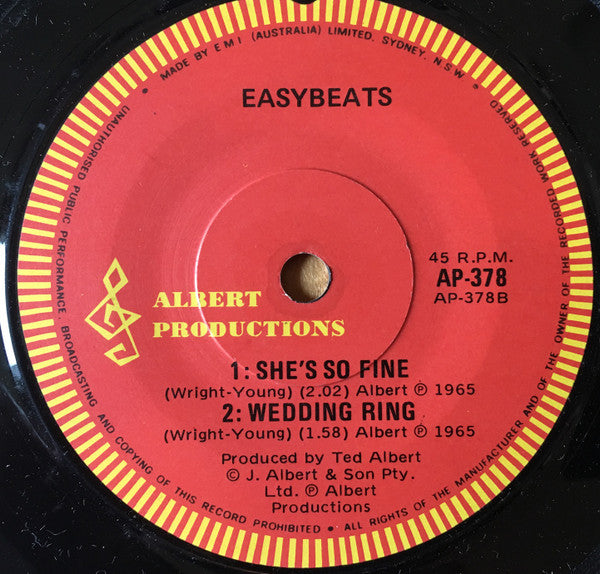 • MADE BY E M I (AUSTRALIA) LIMITED, SYDNEY, N S W •
EASYBEATS
45 R.P.M.
AP-378
AP-378B
ALBERT
PRODUCTIONS
1: SHE'S SO FINE
(Wright-Young) (2.02) Albert ℗ 1965
2: WEDDING RING
(Wright-Young) (1.58) Albert ℗ 1965
Produced by Ted Albert
© J. Albert & Son Pty.
Ltd. ℗ Albert
Productions
UNAUTHORISED PUBLIC PERFORMANCE, BROADCASTING AND COPYING OF THIS RECORD PROHIBITED • ALL RIGHTS OF THE MANUFACTURER AND OF THE OWNER OF THE RECORDED WORK RESERVED